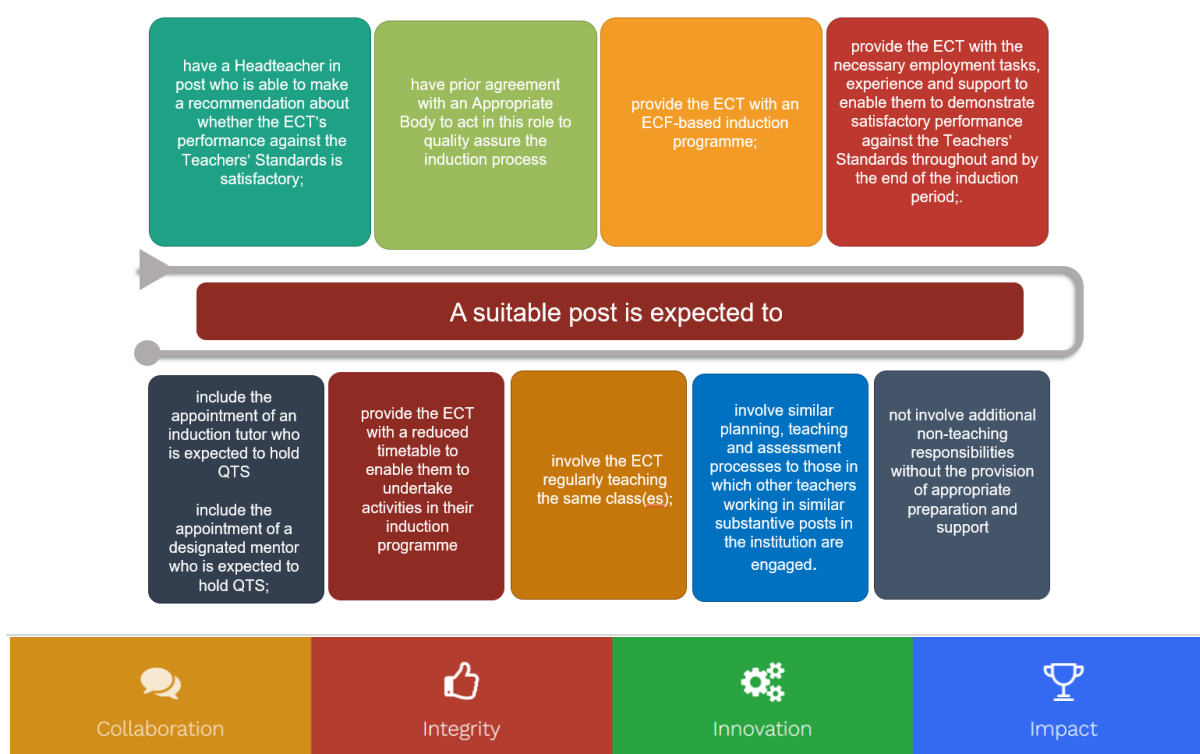 have a Headteacher in
post who is able to make
a recommendation about
whether the ECT's
performance against the
Teachers' Standards is
satisfactory;
have prior agreement
with an Appropriate
Body to act in this role to
quality assure the
induction process
provide the ECT with an
ECF-based induction
programme;
provide the ECT with the
necessary employment tasks,
experience and support to
enable them to demonstrate
satisfactory performance
against the Teachers'
Standards throughout and by
the end of the induction
period;.
A suitable post is expected to
include the
appointment of an
induction tutor who
is expected to hold
QTS
include the
appointment of a
designated mentor
who is expected to
hold QTS;
provide the ECT
with a reduced
timetable to
enable them to
undertake
activities in their
induction
programme
involve the ECT
regularly teaching
the same class(es);
involve similar
planning, teaching
and assessment
processes to those in
which other teachers
working in similar
substantive posts in
the institution are
engaged.
not involve additional
non-teaching
responsibilities
without the provision
of appropriate
preparation and
support
Collaboration
Integrity
Innovation
Impact